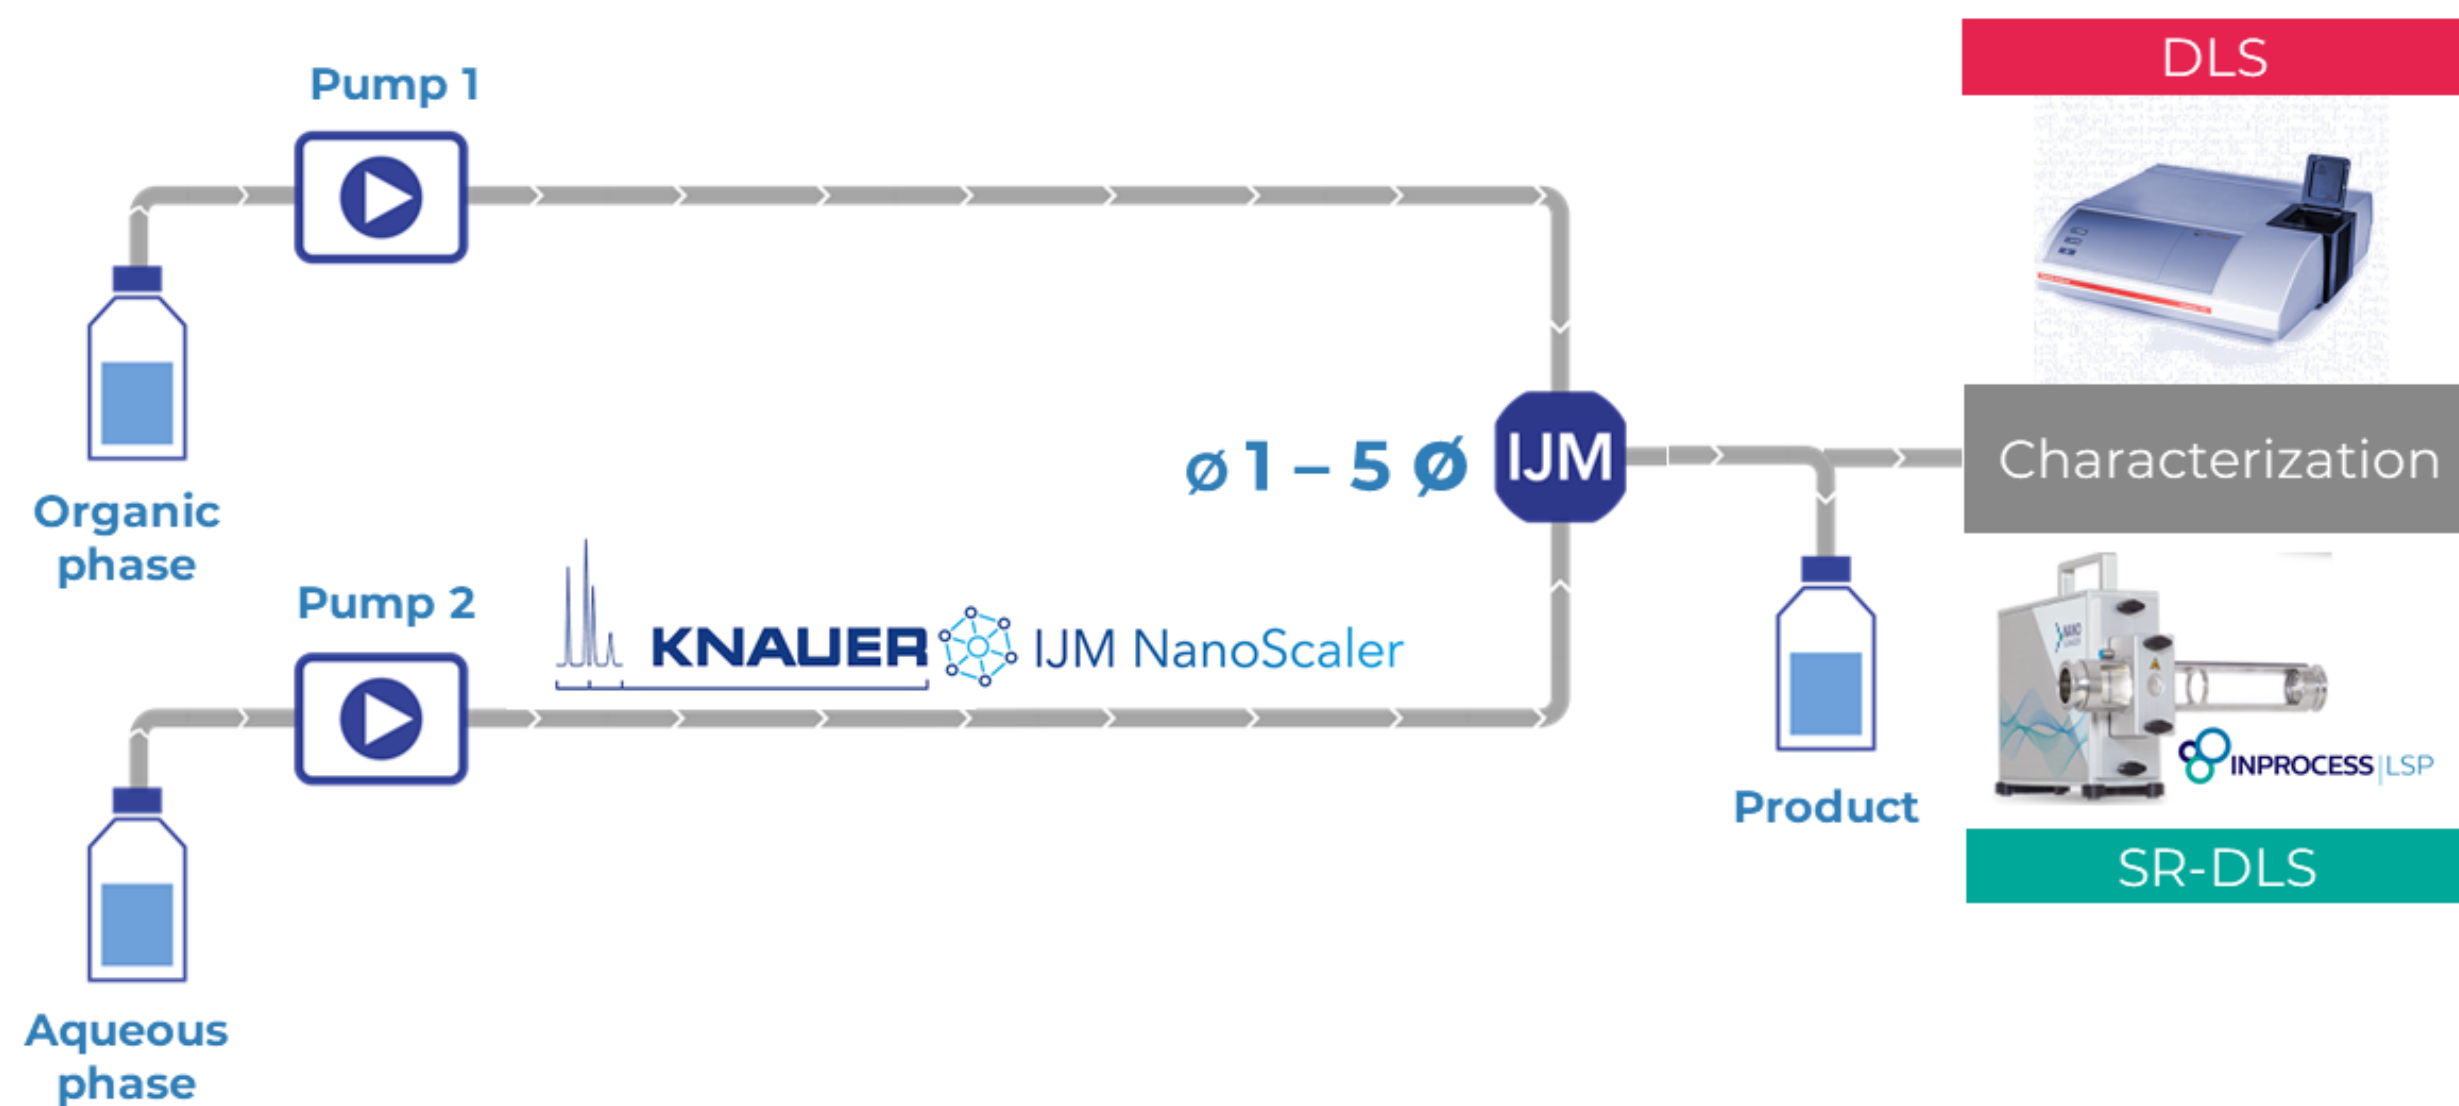 Pump 1
Organic
phase
Pump 2
KNAUER
IJM NanoScaler
Aqueous
phase
ø 1 – 5 Ø
IJM
Product
DLS
Characterization
INPROCESS|LSP
SR-DLS